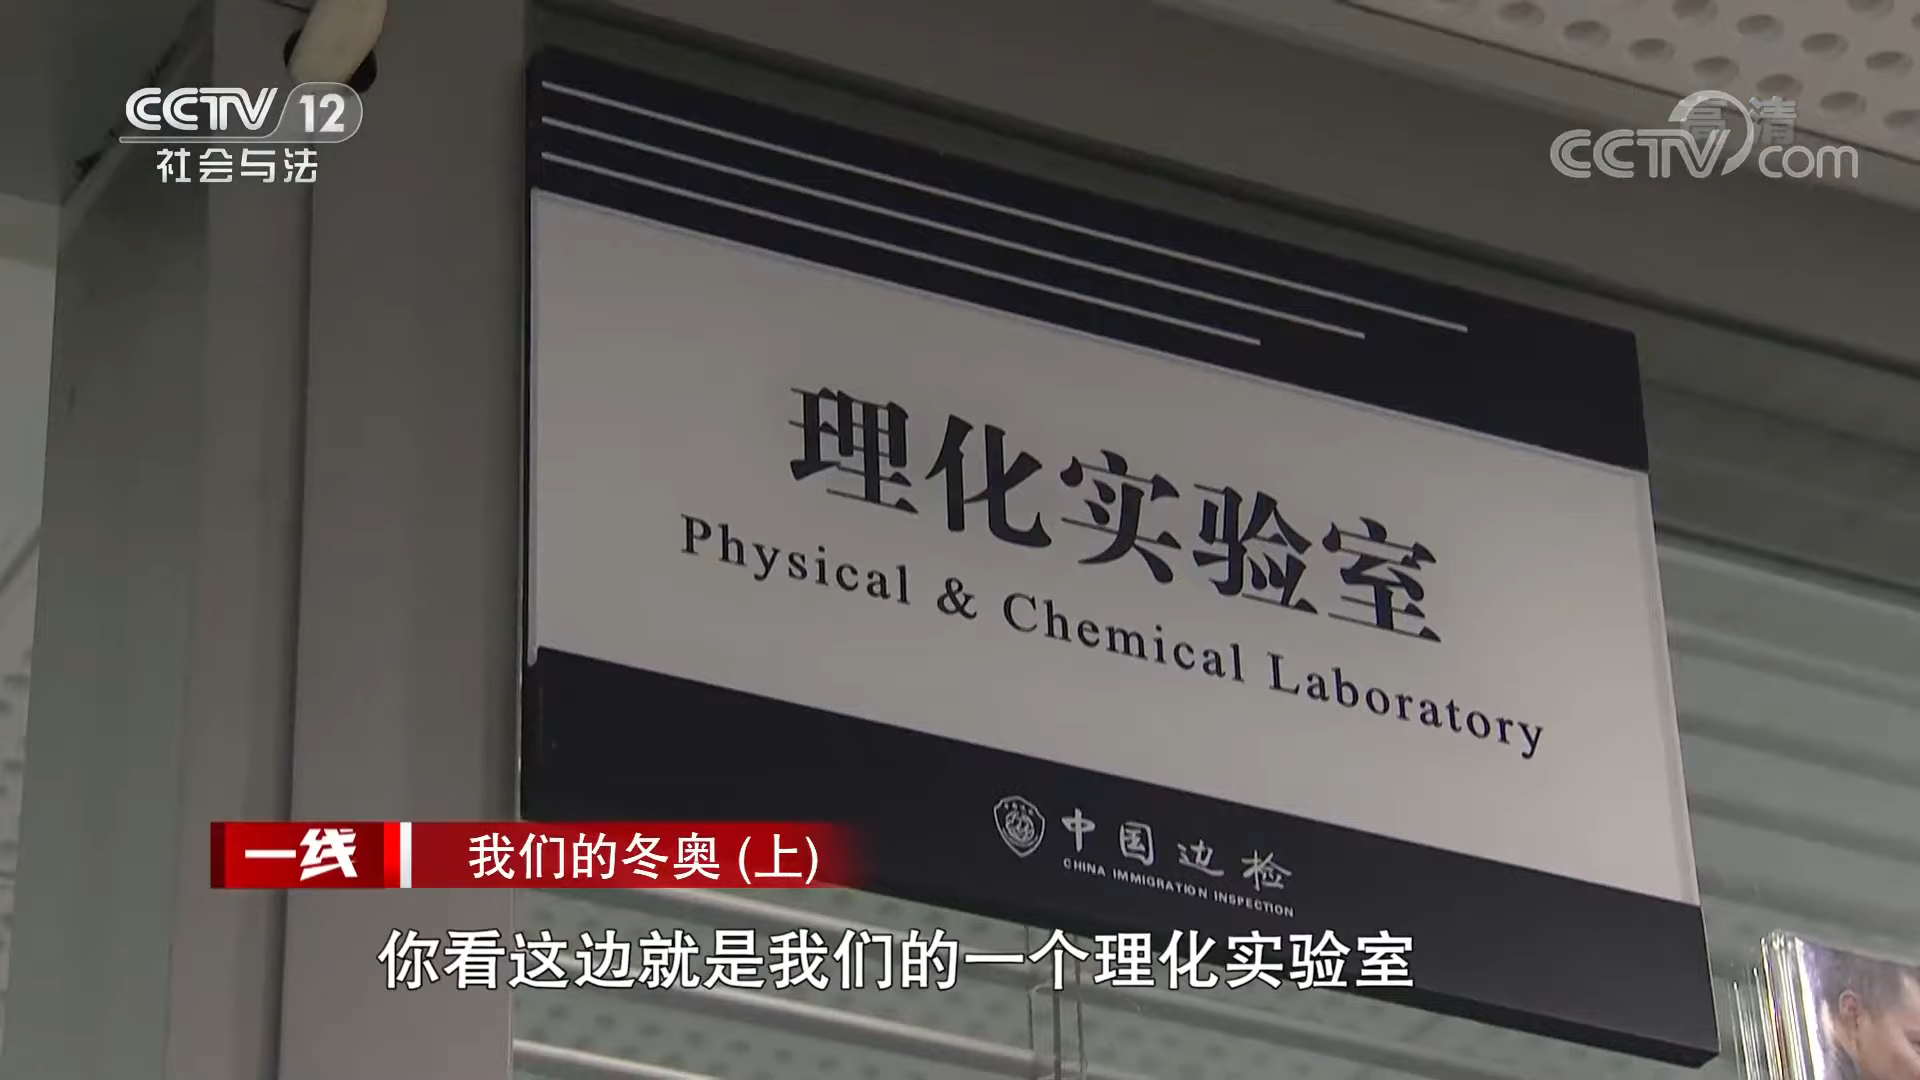 CCTV 12
社会与法
高清
CCTV com
理化实验室
Physical & Chemical Laboratory
中国边检
CHINA IMMIGRATION INSPECTION
一线 我们的冬奥(上)
你看这边就是我们的一个理化实验室